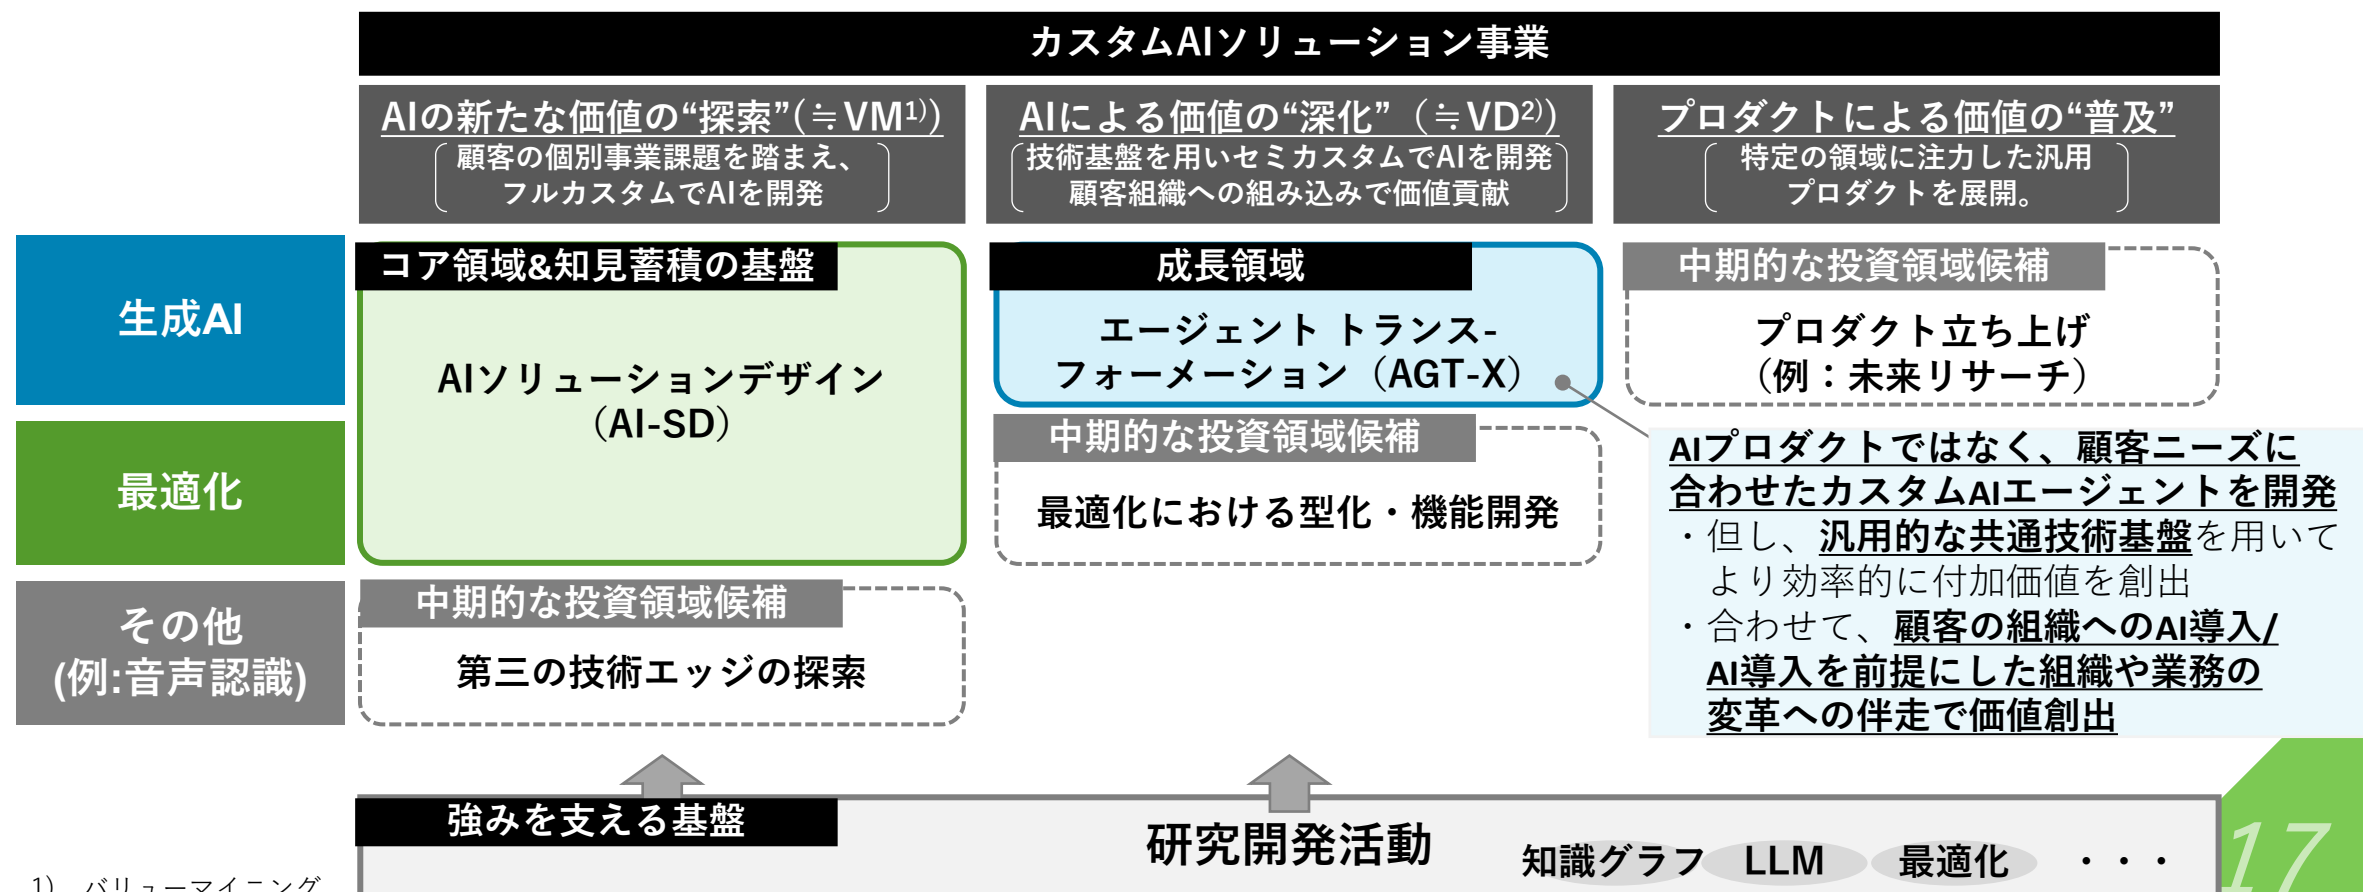 カスタムAIソリューション事業
AIの新たな価値の“探索”(≒VM1))
顧客の個別事業課題を踏まえ、
フルカスタムでAIを開発
AIによる価値の“深化”（≒VD2))
技術基盤を用いセミカスタムでAIを開発
顧客組織への組み込みで価値貢献
プロダクトによる価値の“普及”
特定の領域に注力した汎用
プロダクトを展開。
生成AI
コア領域&知見蓄積の基盤
AIソリューションデザイン
（AI-SD）
成長領域
エージェント トランス-
フォーメーション（AGT-X）
中期的な投資領域候補
プロダクト立ち上げ
（例：未来リサーチ）
最適化
中期的な投資領域候補
最適化における型化・機能開発
AIプロダクトではなく、顧客ニーズに
合わせたカスタムAIエージェントを開発
・但し、汎用的な共通技術基盤を用いて
より効率的に付加価値を創出
・合わせて、顧客の組織へのAI導入/
AI導入を前提にした組織や業務の
変革への伴走で価値創出
その他
(例:音声認識)
中期的な投資領域候補
第三の技術エッジの探索
強みを支える基盤
研究開発活動
知識グラフ LLM 最適化 ・・・
17
1) バリューマイニング